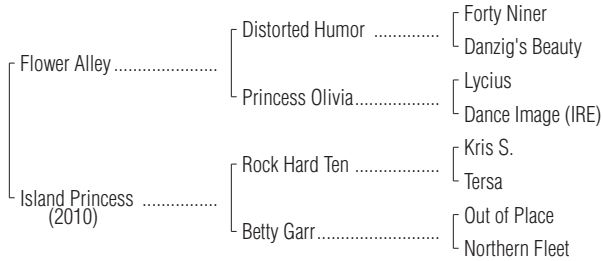 Forty Niner
Distorted Humor ..............
Danzig's Beauty
Flower Alley .....................
Lycius
Princess Olivia .................
Dance Image (IRE)
Kris S.
Rock Hard Ten .................
Tersa
Island Princess ...............
(2010)
Out of Place
Betty Garr .........................
Northern Fleet